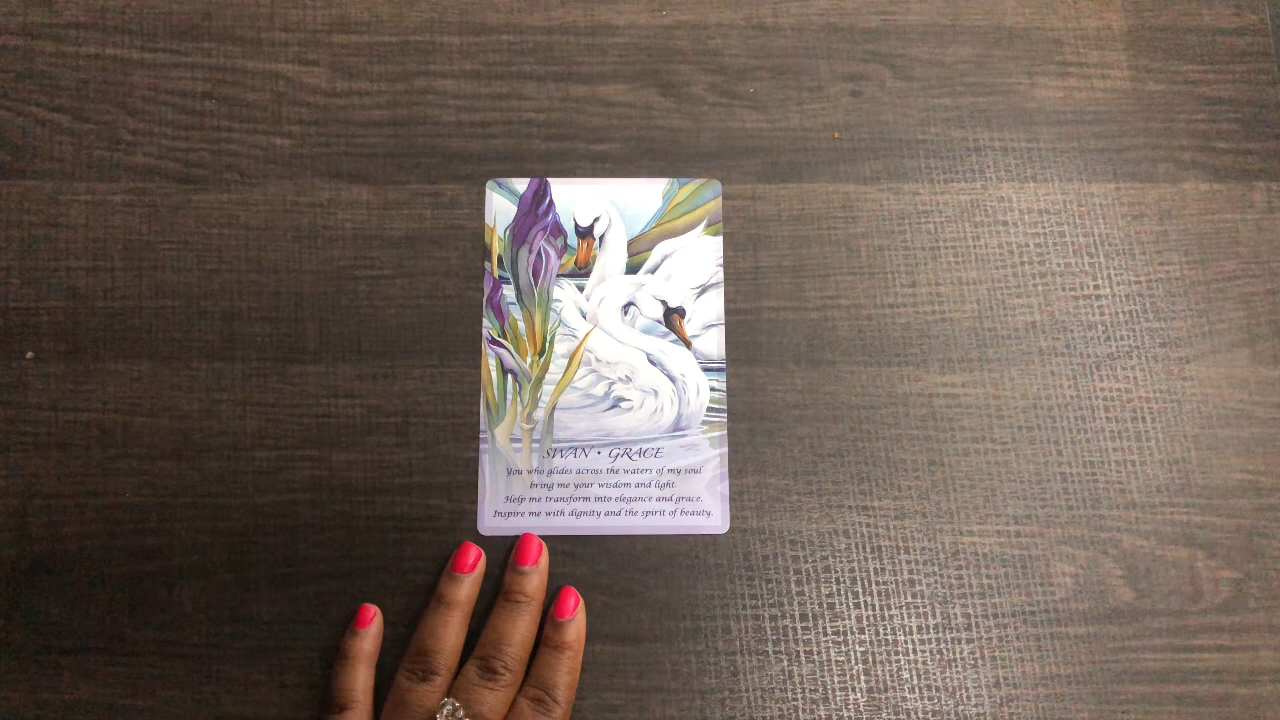 SWAN • GRACE
You who glides across the waters of my soul
bring me your wisdom and light.
Help me transform into elegance and grace.
Inspire me with dignity and the spirit of beauty.